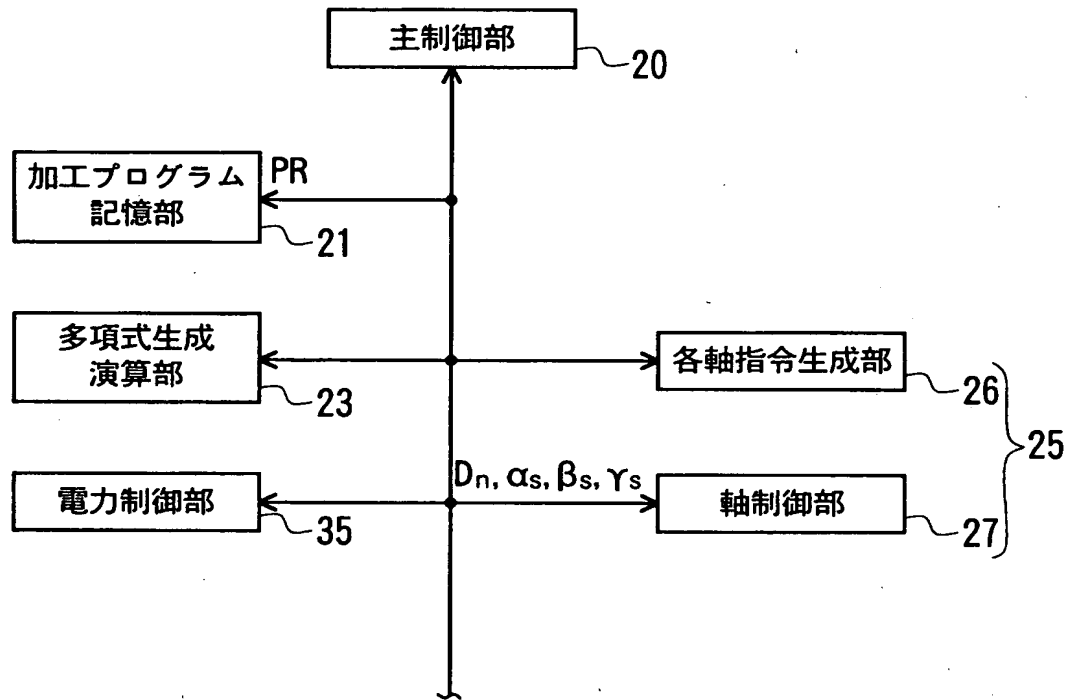 主制御部
20
加工プログラム
記憶部
PR
21
多項式生成
演算部
23
各軸指令生成部
26
25
電力制御部
35
Dn, αs, βs, γs
軸制御部
27